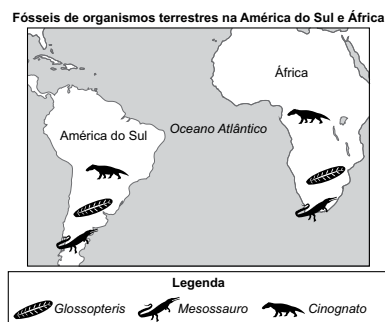 Fósseis de organismos terrestres na América do Sul e África
África
América do Sul
Oceano Atlântico
Legenda
Glossopteris
Mesossauro
Cinognato